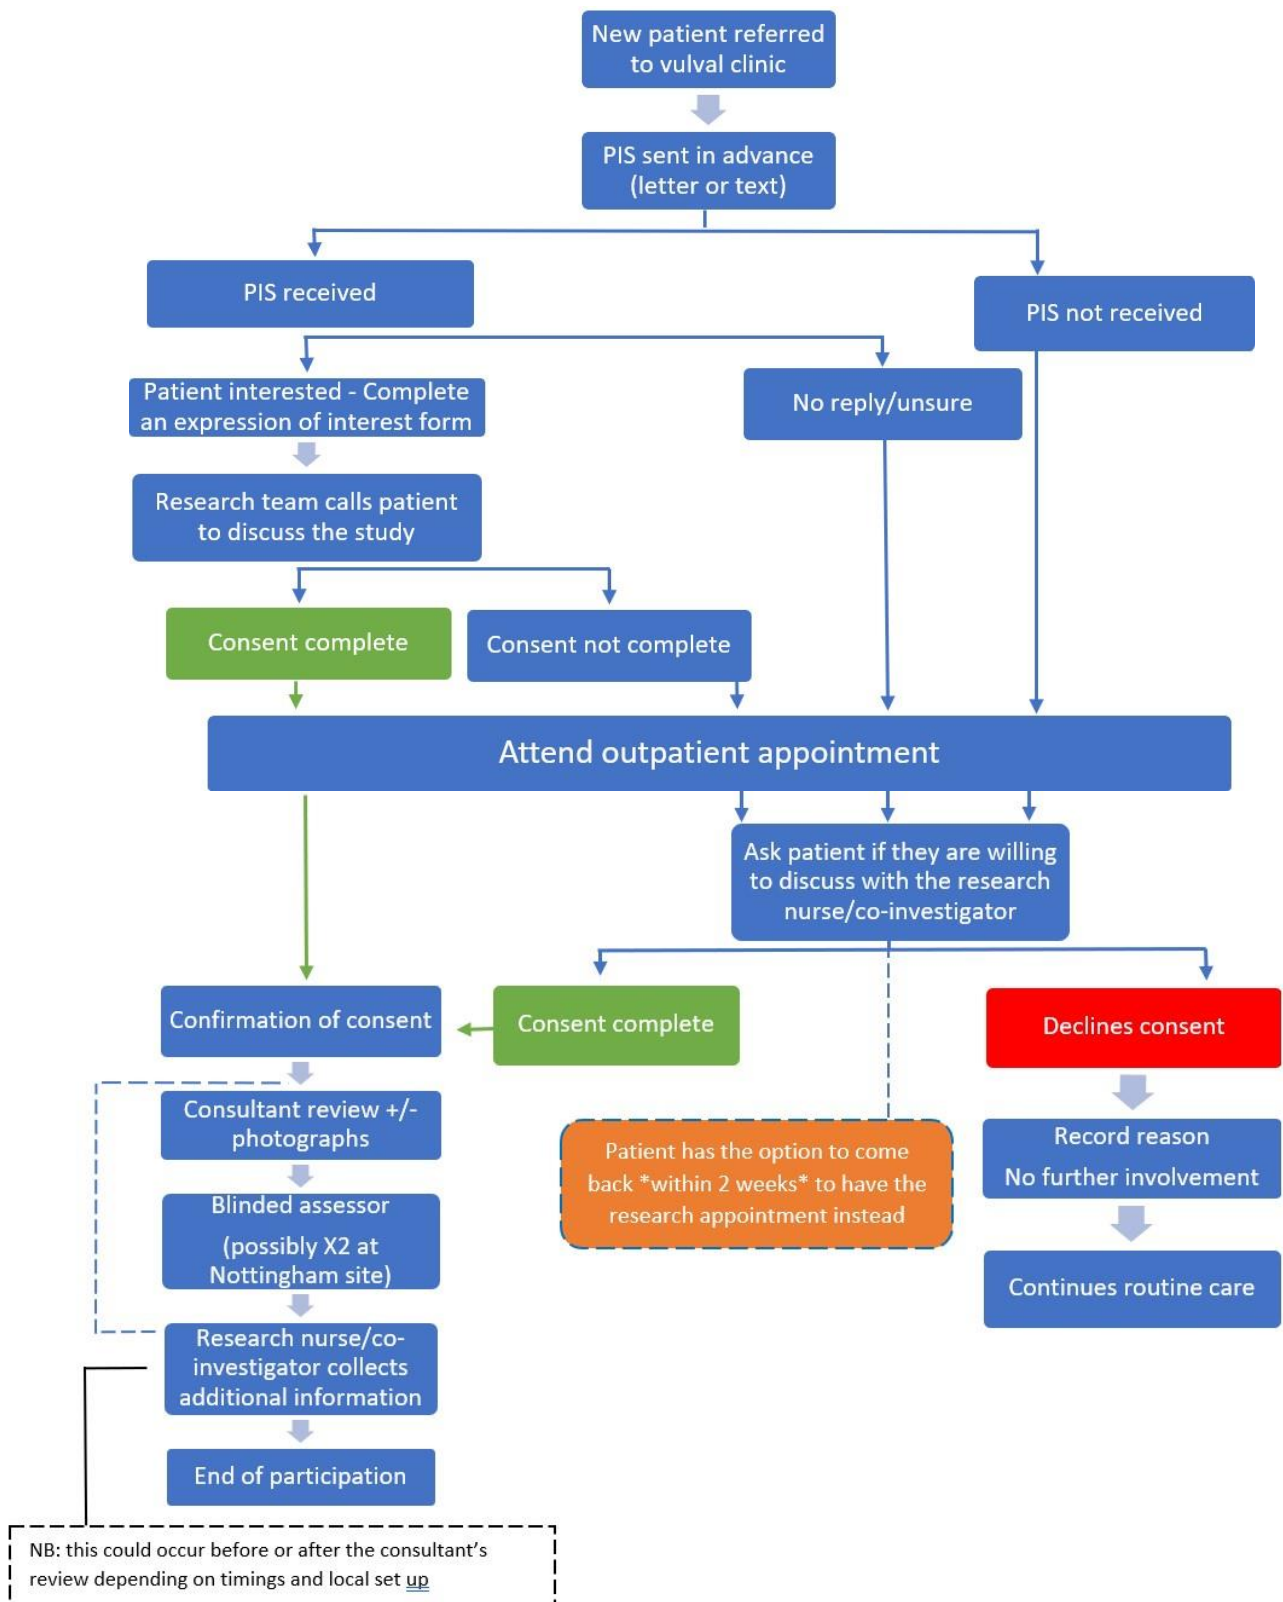 New patient referred
to vulval clinic
PIS sent in advance
(letter or text)
PIS received
PIS not received
Patient interested - Complete
an expression of interest form
No reply/unsure
Research team calls patient
to discuss the study
Consent complete
Consent not complete
Attend outpatient appointment
Ask patient if they are willing
to discuss with the research
nurse/co-investigator
Confirmation of consent
Consent complete
Declines consent
Consultant review +/-
photographs
Patient has the option to come
back *within 2 weeks* to have the
research appointment instead
Record reason
No further involvement
Blinded assessor
(possibly X2 at
Nottingham site)
Continues routine care
Research nurse/co-
investigator collects
additional information
End of participation
NB: this could occur before or after the consultant’s
review depending on timings and local set up